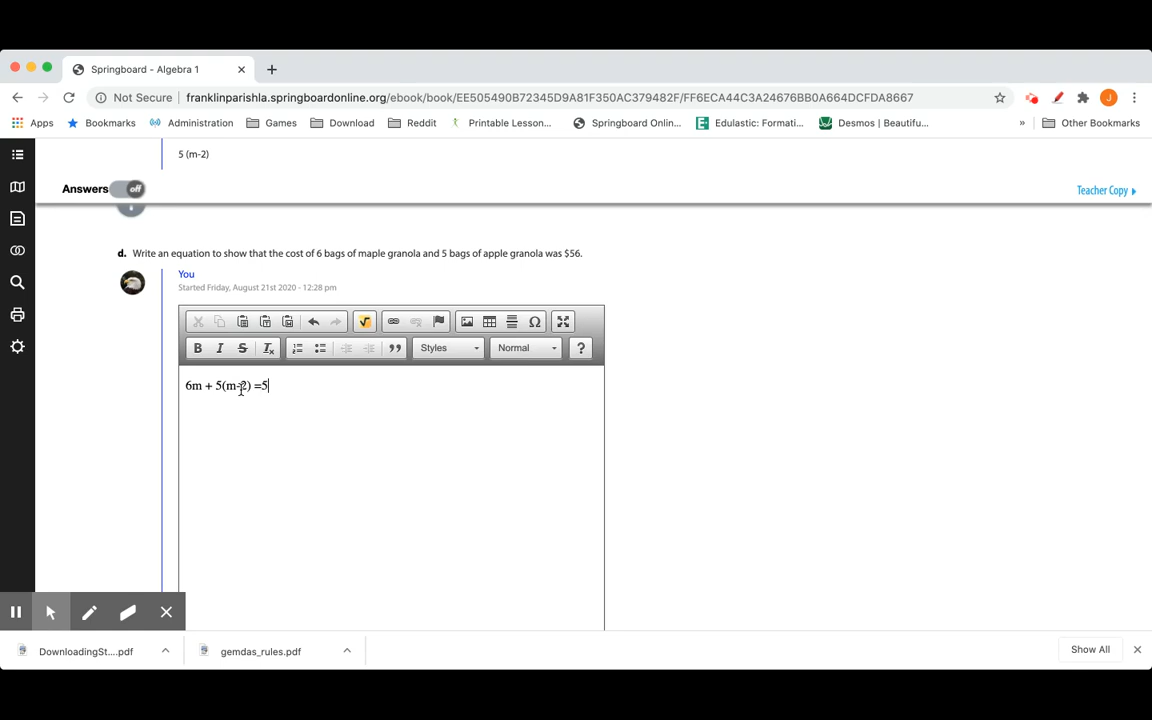 Springboard - Algebra 1
Not Secure | franklinparishla.springboardonline.org/ebook/book/EE505490B72345D9A81F350AC379482F/FF6ECA44C3A24676BB0A664DCFDA8667
J
Apps Bookmarks Administration Games Download Reddit Printable Lesson... Springboard Onlin... Edulastic: Formati... Desmos | Beautifu... » Other Bookmarks
5 (m-2)
Answers off Teacher Copy
d. Write an equation to show that the cost of 6 bags of maple granola and 5 bags of apple granola was $56.
You
Started Friday, August 21st 2020 - 12:28 pm
B I S Tx Styles Normal ?
6m + 5(m-2) =5
DownloadingSt....pdf gemdas_rules.pdf Show All